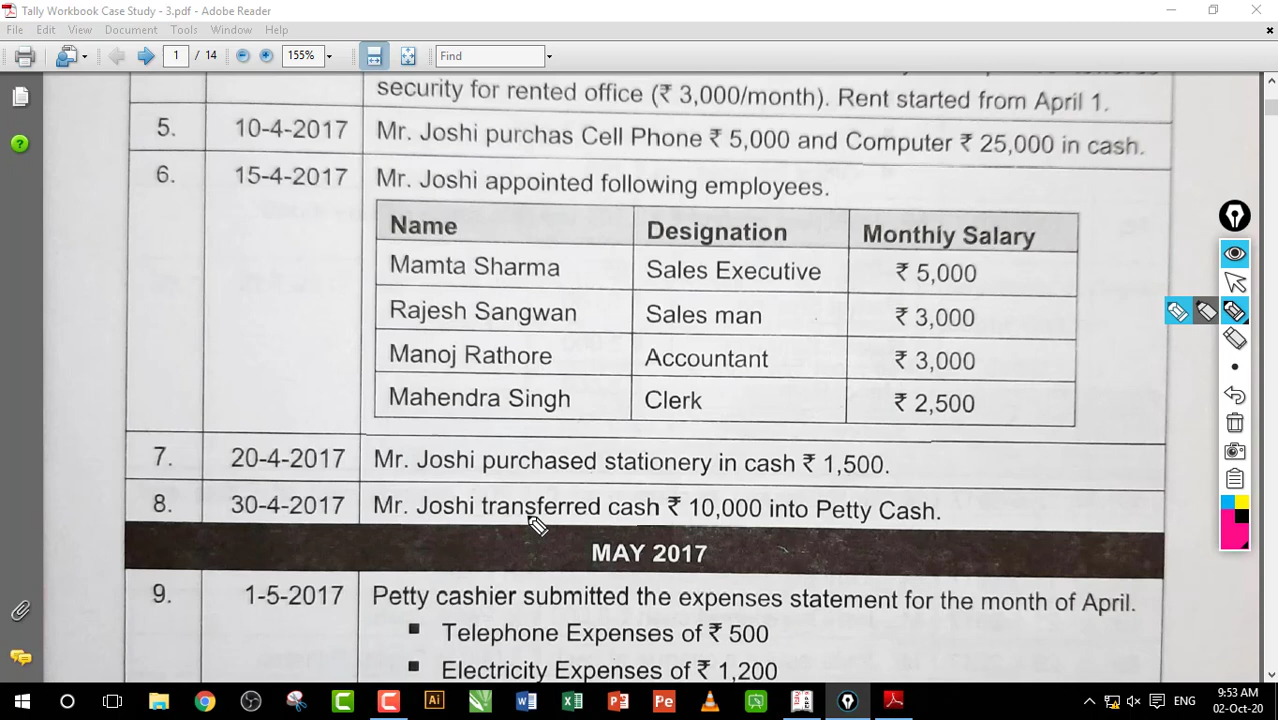 Tally Workbook Case Study - 3.pdf - Adobe Reader
File Edit View Document Tools Window Help
1 / 14 155% Find
security for rented office (₹ 3,000/month). Rent started from April 1.
5. 10-4-2017 Mr. Joshi purchas Cell Phone ₹ 5,000 and Computer ₹ 25,000 in cash.
6. 15-4-2017 Mr. Joshi appointed following employees.
Name Designation Monthly Salary
Mamta Sharma Sales Executive ₹ 5,000
Rajesh Sangwan Sales man ₹ 3,000
Manoj Rathore Accountant ₹ 3,000
Mahendra Singh Clerk ₹ 2,500
7. 20-4-2017 Mr. Joshi purchased stationery in cash ₹ 1,500.
8. 30-4-2017 Mr. Joshi transferred cash ₹ 10,000 into Petty Cash.
MAY 2017
9. 1-5-2017 Petty cashier submitted the expenses statement for the month of April.
▪ Telephone Expenses of ₹ 500
▪ Electricity Expenses of ₹ 1,200
ENG
9:53 AM
02-Oct-20